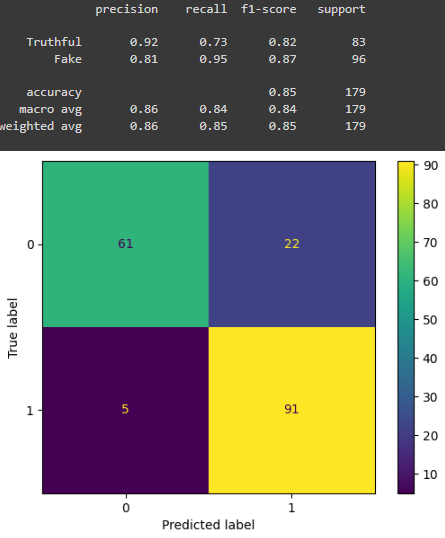 precision recall f1-score support
Truthful 0.92 0.73 0.82 83
Fake 0.81 0.95 0.87 96
accuracy 0.85 179
macro avg 0.86 0.84 0.84 179
weighted avg 0.86 0.85 0.85 179
90
80
70
60
50
40
30
20
10
True label
0 61 22
1 5 91
0 1
Predicted label